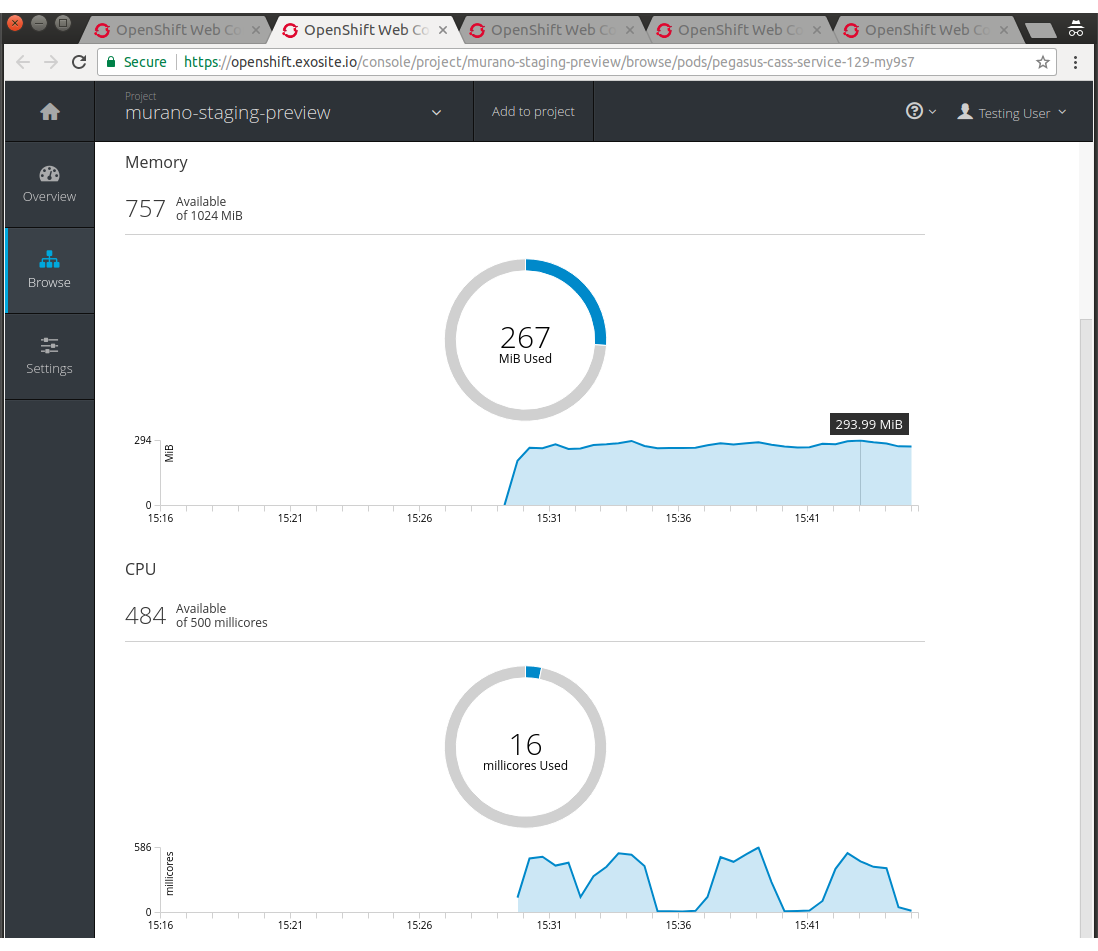 OpenShift Web Co
OpenShift Web Co
OpenShift Web Co
OpenShift Web Co
OpenShift Web Co
Secure https://openshift.exosite.io/console/project/murano-staging-preview/browse/pods/pegasus-cass-service-129-my9s7
Project
murano-staging-preview
Add to project
Testing User
Overview
Browse
Settings
Memory
757 Available
of 1024 MiB
267
MiB Used
293.99 MiB
294
MiB
0
15:16 15:21 15:26 15:31 15:36 15:41
CPU
484 Available
of 500 millicores
16
millicores Used
586
millicores
0
15:16 15:21 15:26 15:31 15:36 15:41